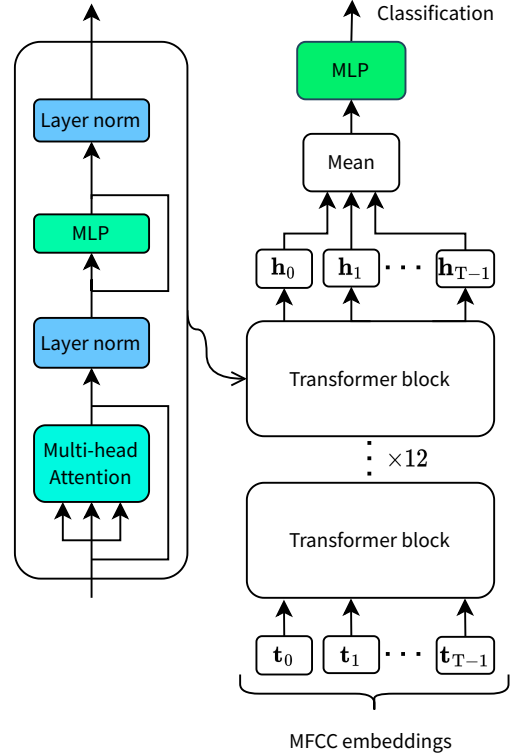 Classification
MLP
Mean
h0 h1 ··· hT−1
Transformer block
×12
Transformer block
t0 t1 ··· tT−1
MFCC embeddings
Layer norm
MLP
Layer norm
Multi-head
Attention